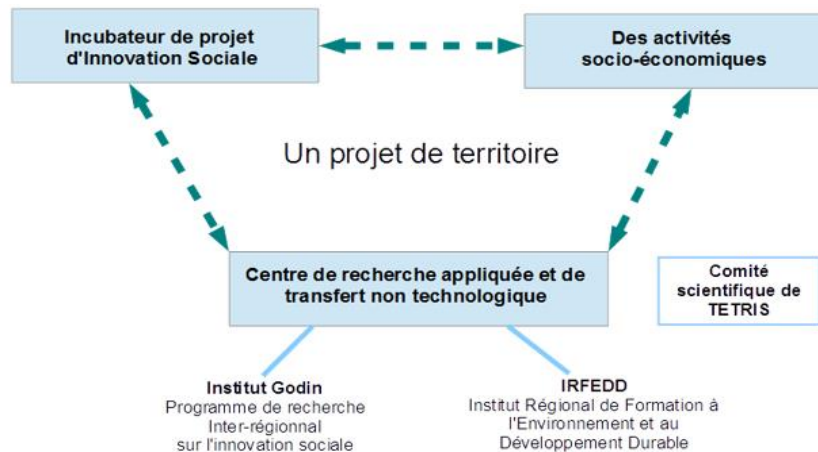 Incubateur de projet
d'Innovation Sociale
Des activités
socio-économiques
Un projet de territoire
Centre de recherche appliquée et de
transfert non technologique
Comité
scientifique de
TETRIS
Institut Godin
Programme de recherche
Inter-régionnal
sur l'innovation sociale
IRFEDD
Institut Régional de Formation à
l'Environnement et au
Développement Durable